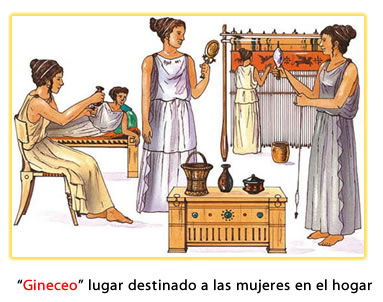 “Gineceo” lugar destinado a las mujeres en el hogar